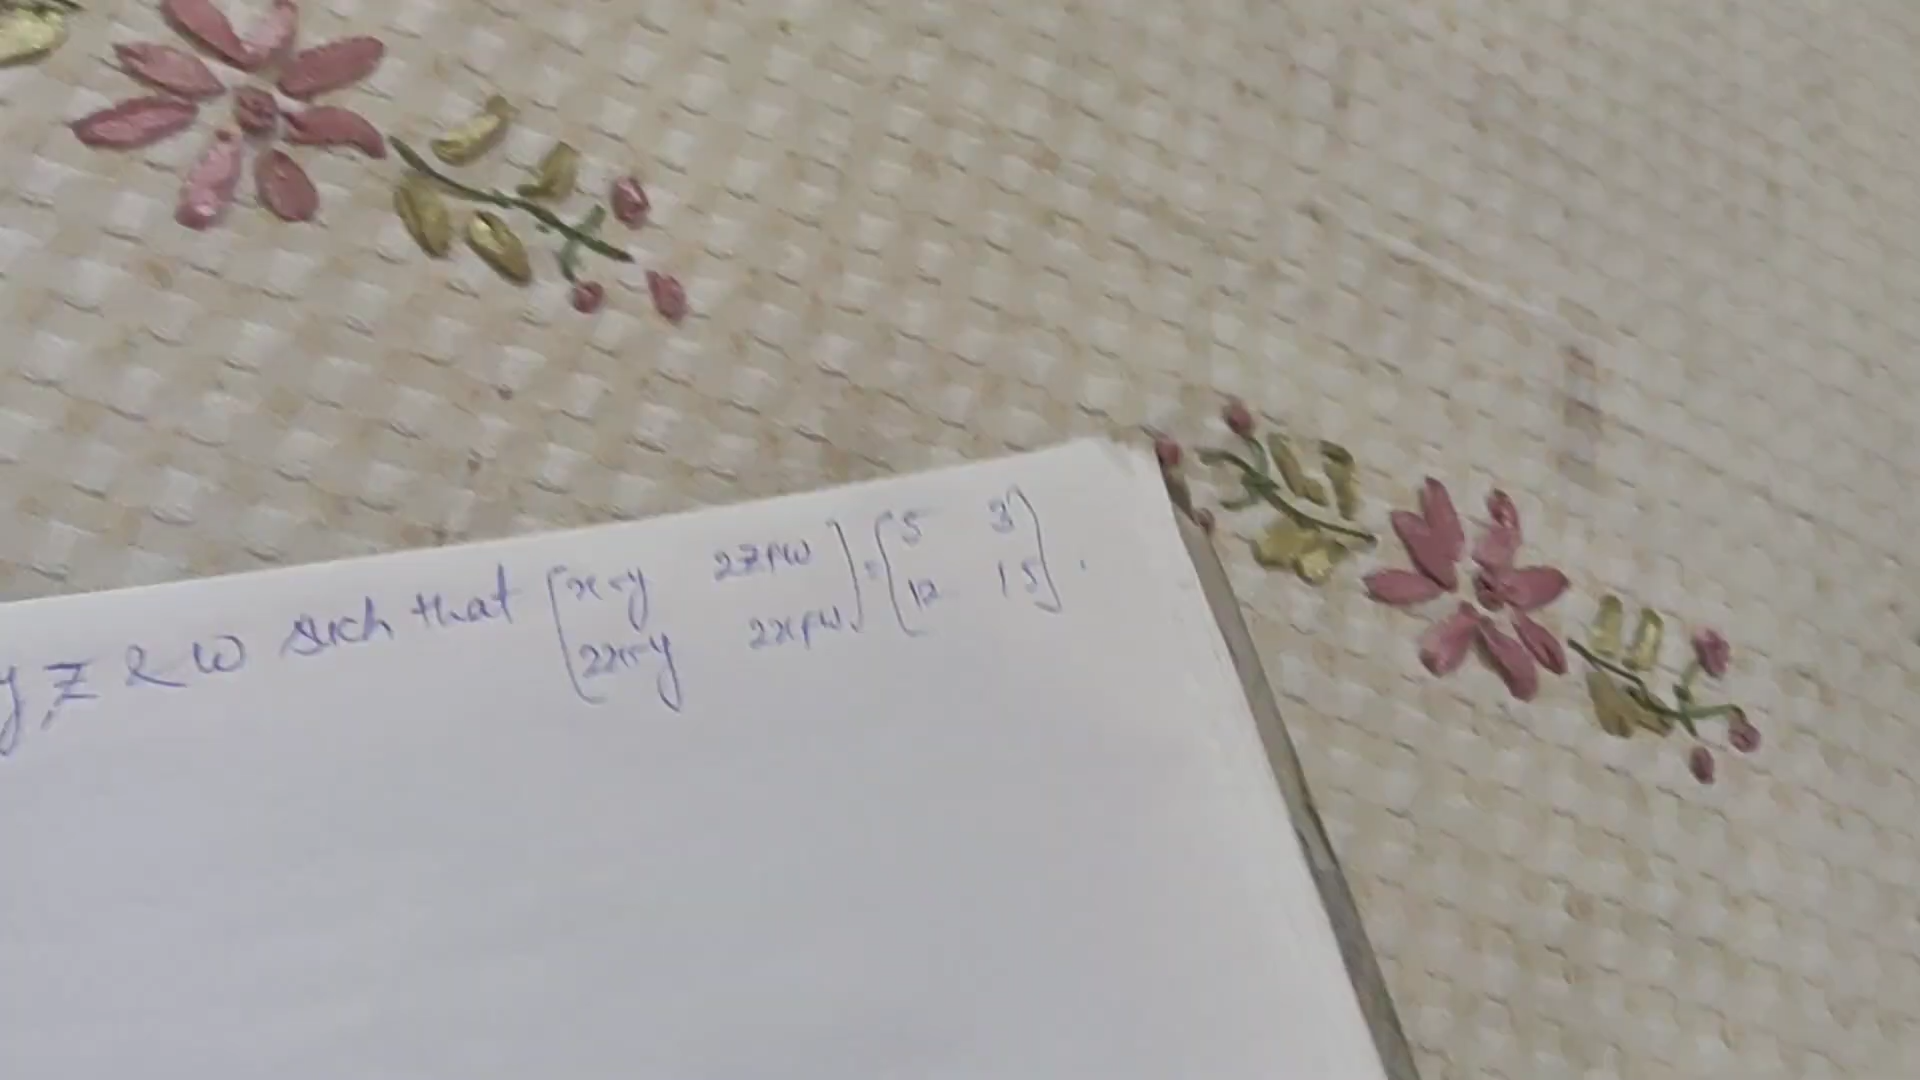 y, z & w such that [x-y 2z+w] = [5 3]
[2x-y 2x+w] [12 15].